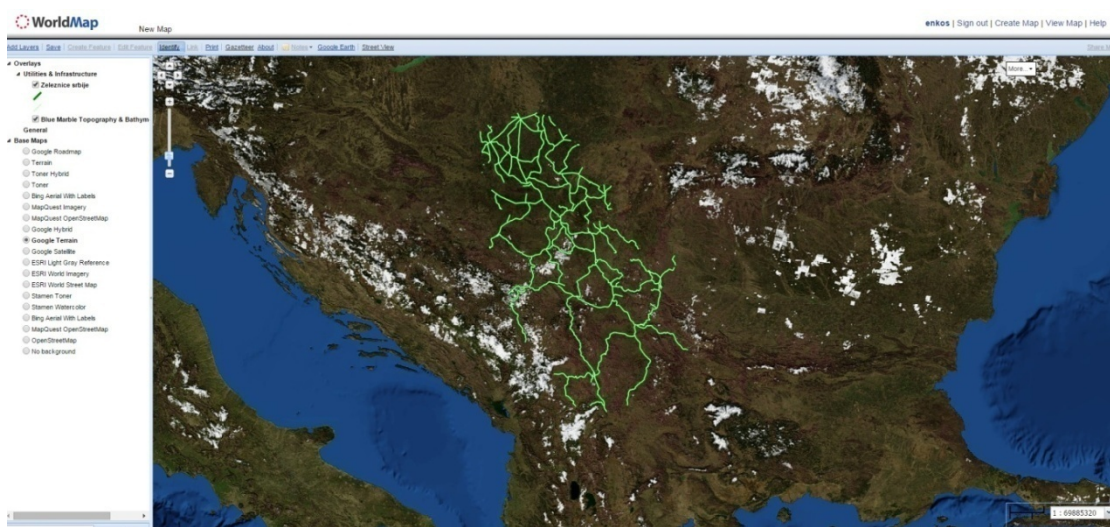 WorldMap
New Map
enkos | Sign out | Create Map | View Map | Help
Add Layers | Save | Create Feature | Edit Feature | Identify | Link | Print | Gazetteer About | Notes | Google Earth | Street View
Share M
More...
Overlays
Utilities & Infrastructure
Zeleznice srbije
Blue Marble Topography & Bathym
General
Base Maps
Google Roadmap
Terrain
Toner Hybrid
Toner
Bing Aerial With Labels
MapQuest Imagery
MapQuest OpenStreetMap
Google Hybrid
Google Terrain
Google Satellite
ESRI Light Gray Reference
ESRI World Imagery
ESRI World Street Map
Stamen Toner
Stamen Watercolor
Bing Aerial With Labels
MapQuest OpenStreetMap
OpenStreetMap
No background
1 : 69885320